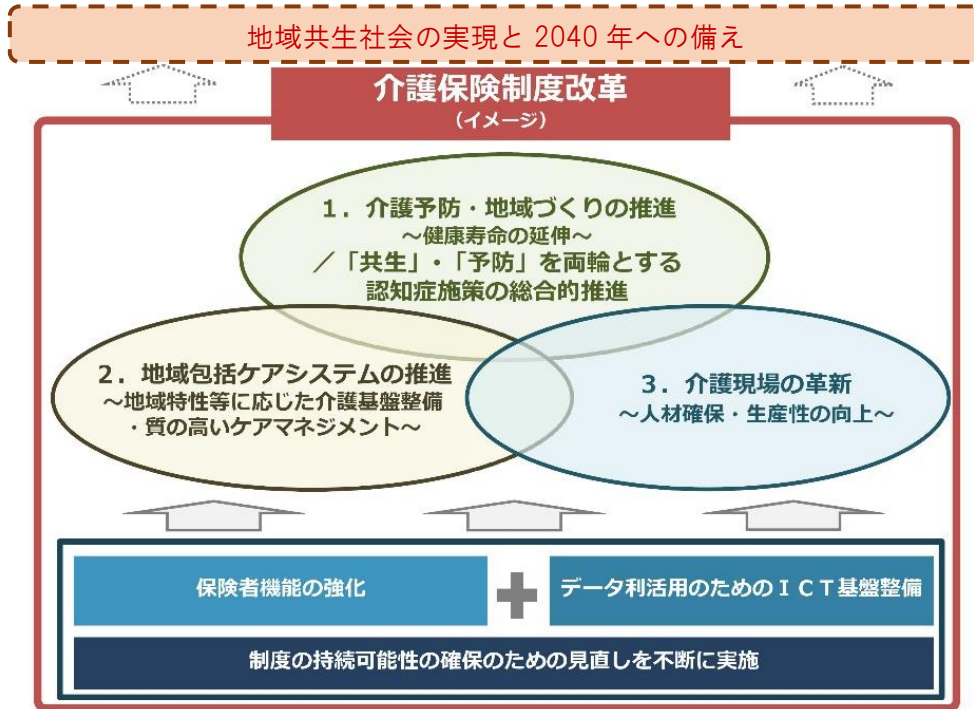 地域共生社会の実現と 2040 年への備え
介護保険制度改革
（イメージ）
１．介護予防・地域づくりの推進
～健康寿命の延伸～
／「共生」・「予防」を両輪とする
認知症施策の総合的推進
２．地域包括ケアシステムの推進
～地域特性等に応じた介護基盤整備
・質の高いケアマネジメント～
３．介護現場の革新
～人材確保・生産性の向上～
保険者機能の強化
データ利活用のためのＩＣＴ基盤整備
制度の持続可能性の確保のための見直しを不断に実施